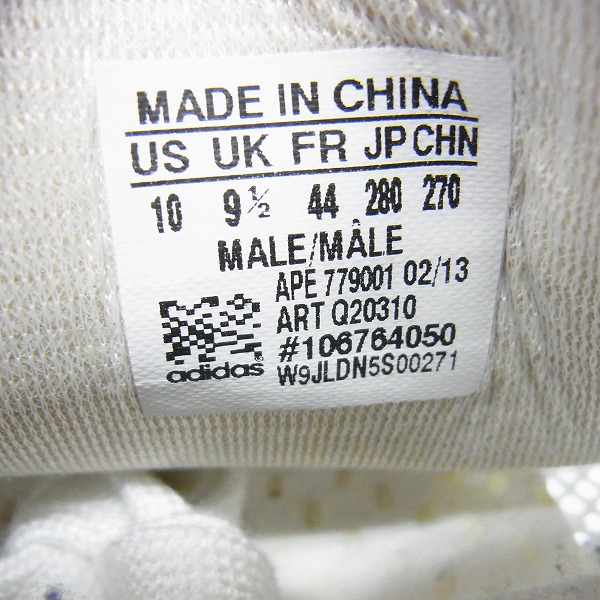 MADE IN CHINA
US UK FR JP CHN
10 9½ 44 280 270
MALE/MÂLE
APE 779001 02/13
ART Q20310
#106764050
adidas W9JLDN5S00271